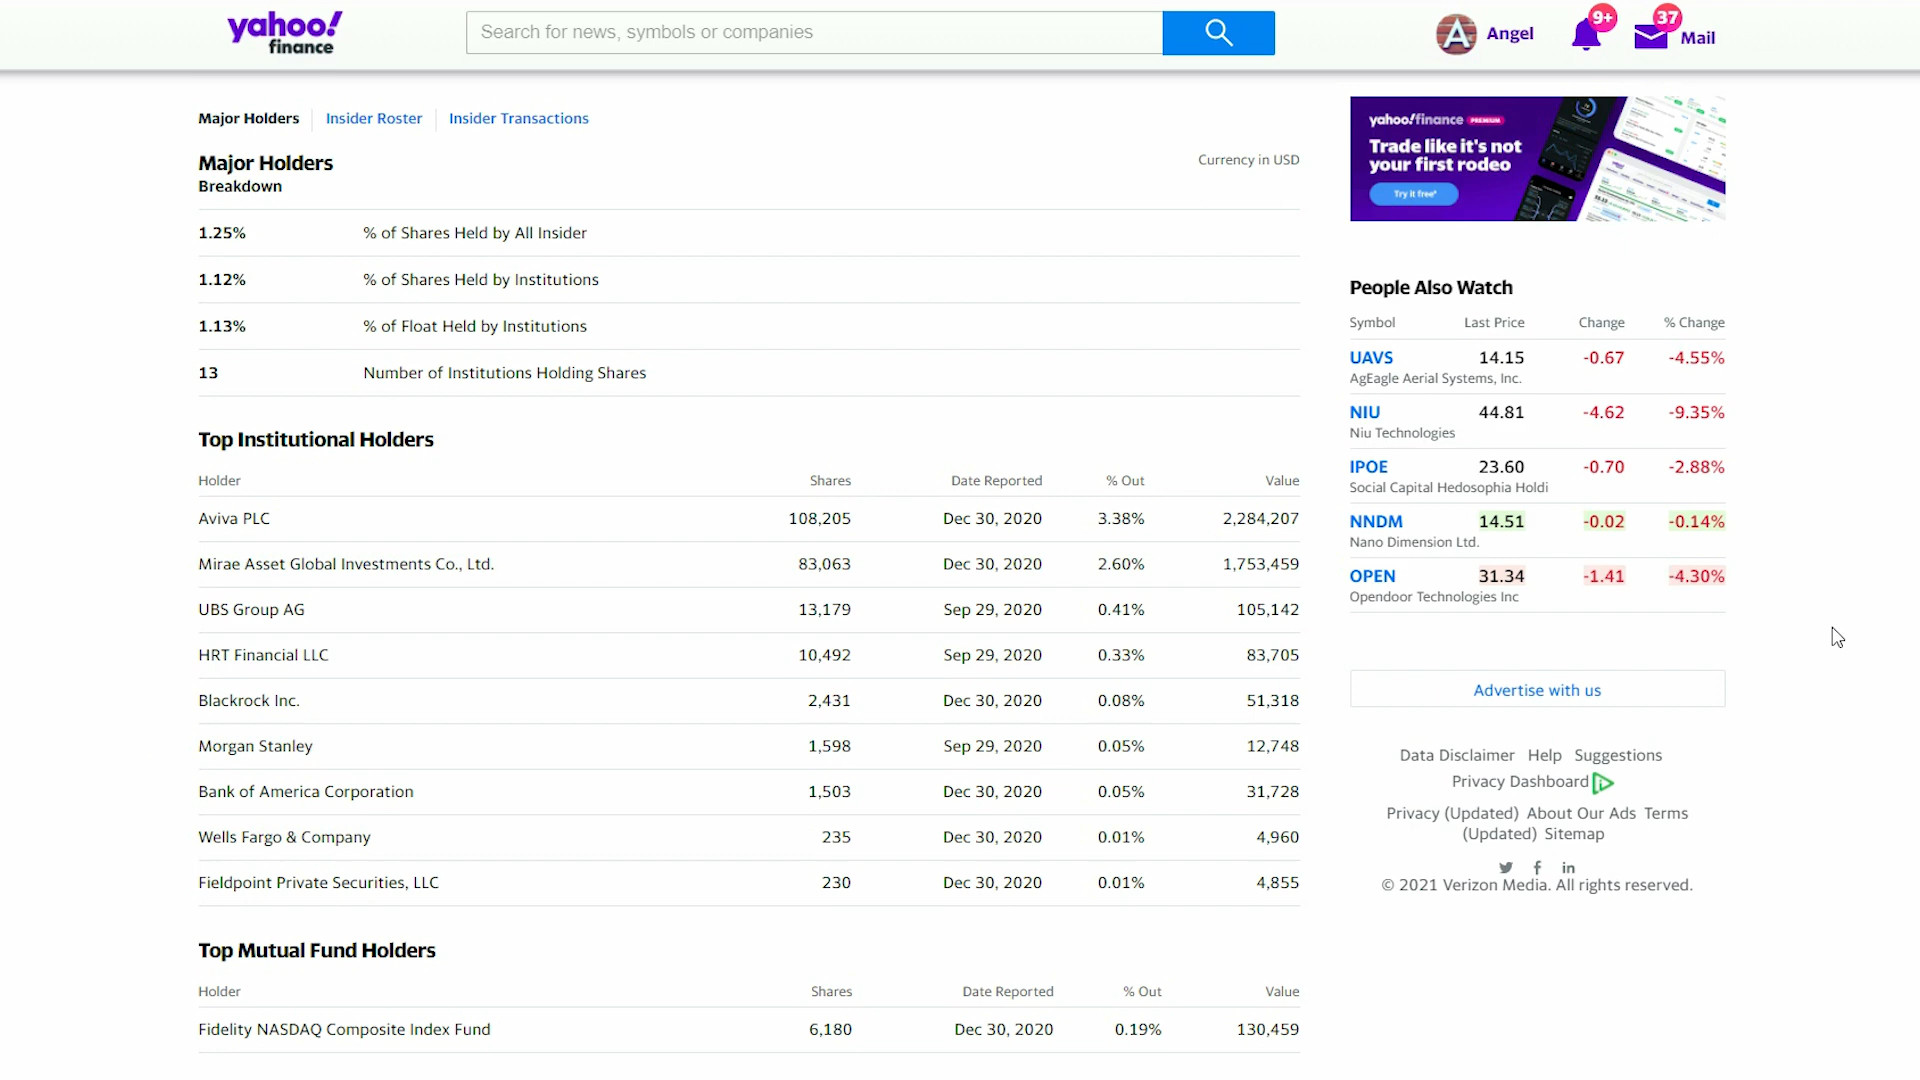 yahoo!
finance
Search for news, symbols or companies
Angel
9+
37
Mail
Major Holders
Insider Roster
Insider Transactions
Major Holders
Currency in USD
Breakdown
1.25% % of Shares Held by All Insider
1.12% % of Shares Held by Institutions
1.13% % of Float Held by Institutions
13 Number of Institutions Holding Shares
Top Institutional Holders
Holder Shares Date Reported % Out Value
Aviva PLC 108,205 Dec 30, 2020 3.38% 2,284,207
Mirae Asset Global Investments Co., Ltd. 83,063 Dec 30, 2020 2.60% 1,753,459
UBS Group AG 13,179 Sep 29, 2020 0.41% 105,142
HRT Financial LLC 10,492 Sep 29, 2020 0.33% 83,705
Blackrock Inc. 2,431 Dec 30, 2020 0.08% 51,318
Morgan Stanley 1,598 Sep 29, 2020 0.05% 12,748
Bank of America Corporation 1,503 Dec 30, 2020 0.05% 31,728
Wells Fargo & Company 235 Dec 30, 2020 0.01% 4,960
Fieldpoint Private Securities, LLC 230 Dec 30, 2020 0.01% 4,855
Top Mutual Fund Holders
Holder Shares Date Reported % Out Value
Fidelity NASDAQ Composite Index Fund 6,180 Dec 30, 2020 0.19% 130,459
yahoo!finance PREMIUM
Trade like it's not
your first rodeo
Try it free*
People Also Watch
Symbol Last Price Change % Change
UAVS 14.15 -0.67 -4.55%
AgEagle Aerial Systems, Inc.
NIU 44.81 -4.62 -9.35%
Niu Technologies
IPOE 23.60 -0.70 -2.88%
Social Capital Hedosophia Holdi
NNDM 14.51 -0.02 -0.14%
Nano Dimension Ltd.
OPEN 31.34 -1.41 -4.30%
Opendoor Technologies Inc
Advertise with us
Data Disclaimer Help Suggestions
Privacy Dashboard
Privacy (Updated) About Our Ads Terms
(Updated) Sitemap
© 2021 Verizon Media. All rights reserved.